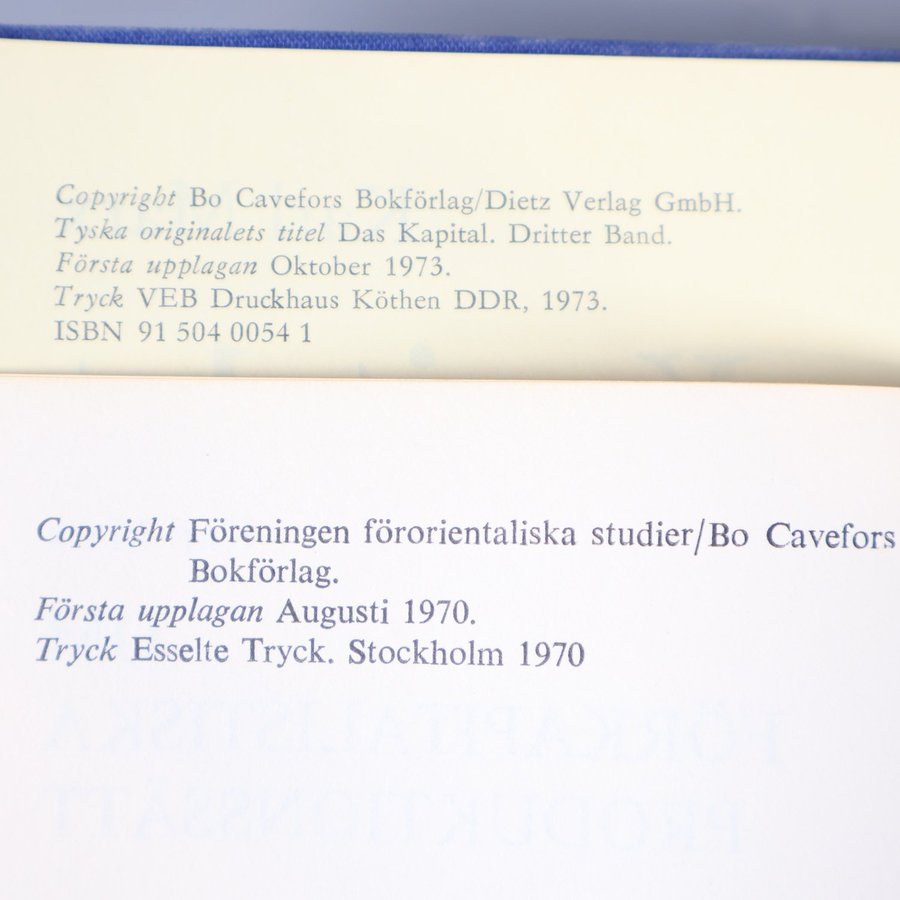 Copyright Bo Cavefors Bokförlag/Dietz Verlag GmbH.
Tyska originalets titel Das Kapital. Dritter Band.
Första upplagan Oktober 1973.
Tryck VEB Druckhaus Köthen DDR, 1973.
ISBN 91 504 0054 1
Copyright Föreningen förorientaliska studier/Bo Cavefors
Bokförlag.
Första upplagan Augusti 1970.
Tryck Esselte Tryck. Stockholm 1970
FÖRKAPITALISTISKA
PRODUKTIONSSÄTT